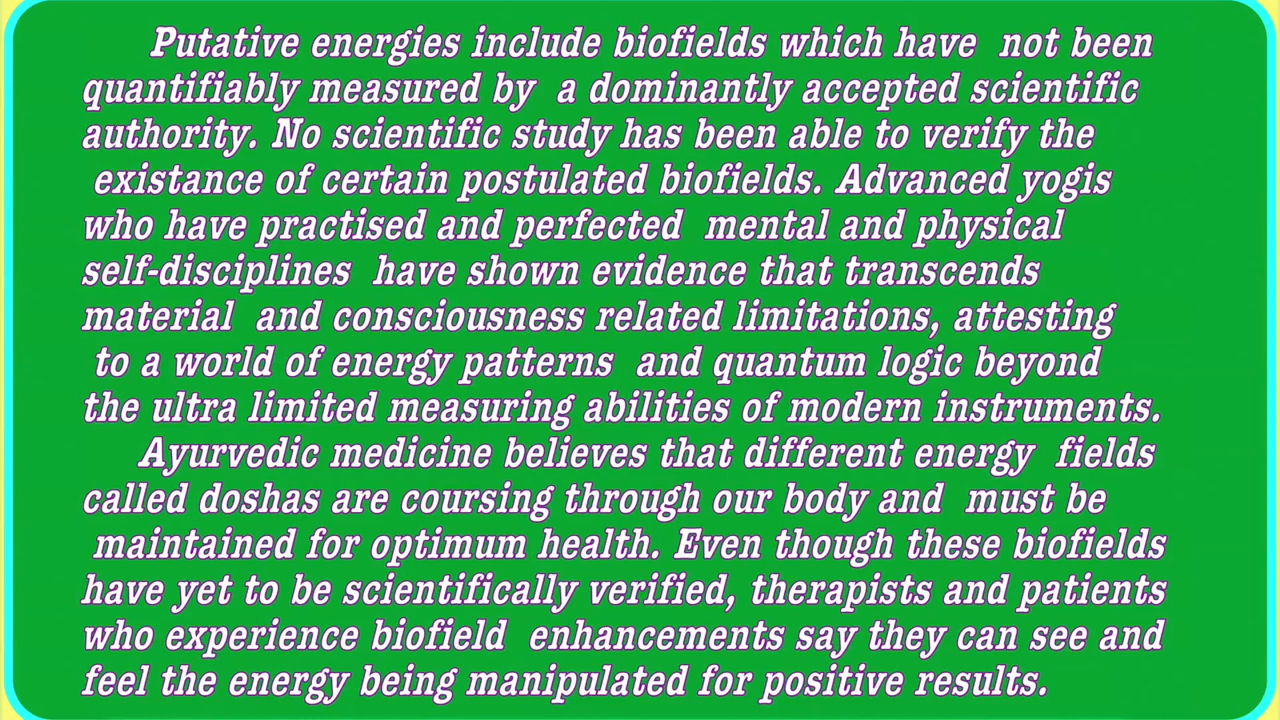 Putative energies include biofields which have not been
quantifiably measured by a dominantly accepted scientific
authority. No scientific study has been able to verify the
existance of certain postulated biofields. Advanced yogis
who have practised and perfected mental and physical
self-disciplines have shown evidence that transcends
material and consciousness related limitations, attesting
to a world of energy patterns and quantum logic beyond
the ultra limited measuring abilities of modern instruments.
Ayurvedic medicine believes that different energy fields
called doshas are coursing through our body and must be
maintained for optimum health. Even though these biofields
have yet to be scientifically verified, therapists and patients
who experience biofield enhancements say they can see and
feel the energy being manipulated for positive results.